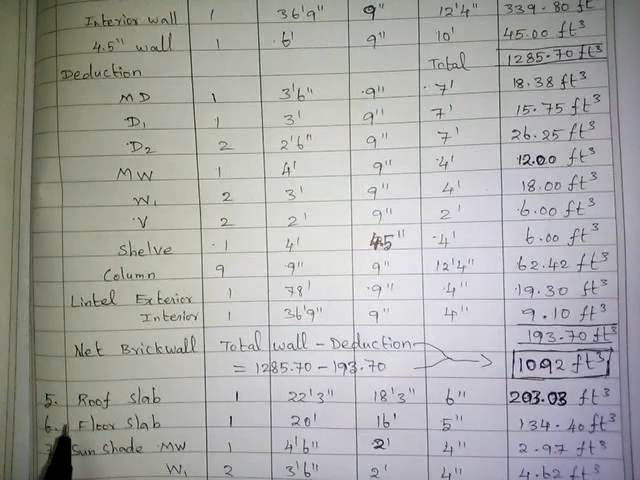 Interior wall 1 36'9" 9" 12'4" 339.80 ft
4.5" wall 1 6' 9" 10' 45.00 ft³
Total 1285.70 ft³
Deduction
MD 1 3'6" 9" 7' 18.38 ft³
D₁ 1 3' 9" 7' 15.75 ft³
D₂ 2 2'6" 9" 7' 26.25 ft³
MW 1 4' 9" 4' 12.00 ft³
W₁ 2 3' 9" 4' 18.00 ft³
V 2 2' 9" 2' 6.00 ft³
Shelve 1 4' 4.5" 4' 6.00 ft³
Column 9 9" 9" 12'4" 62.42 ft³
Lintel Exterior 1 78' 9" 4" 19.30 ft³
Interior 1 36'9" 9" 4" 9.10 ft³
193.70 ft³
Net Brickwall Total wall - Deduction
= 1285.70 - 193.70 1092 ft³
5. Roof slab 1 22'3" 18'3" 6" 203.03 ft³
6. Floor slab 1 20' 16' 5" 134.40 ft³
7. Sun shade MW 1 4'6" 2' 4" 2.97 ft³
W₁ 2 3'6" 2' 4" 4.62 ft³